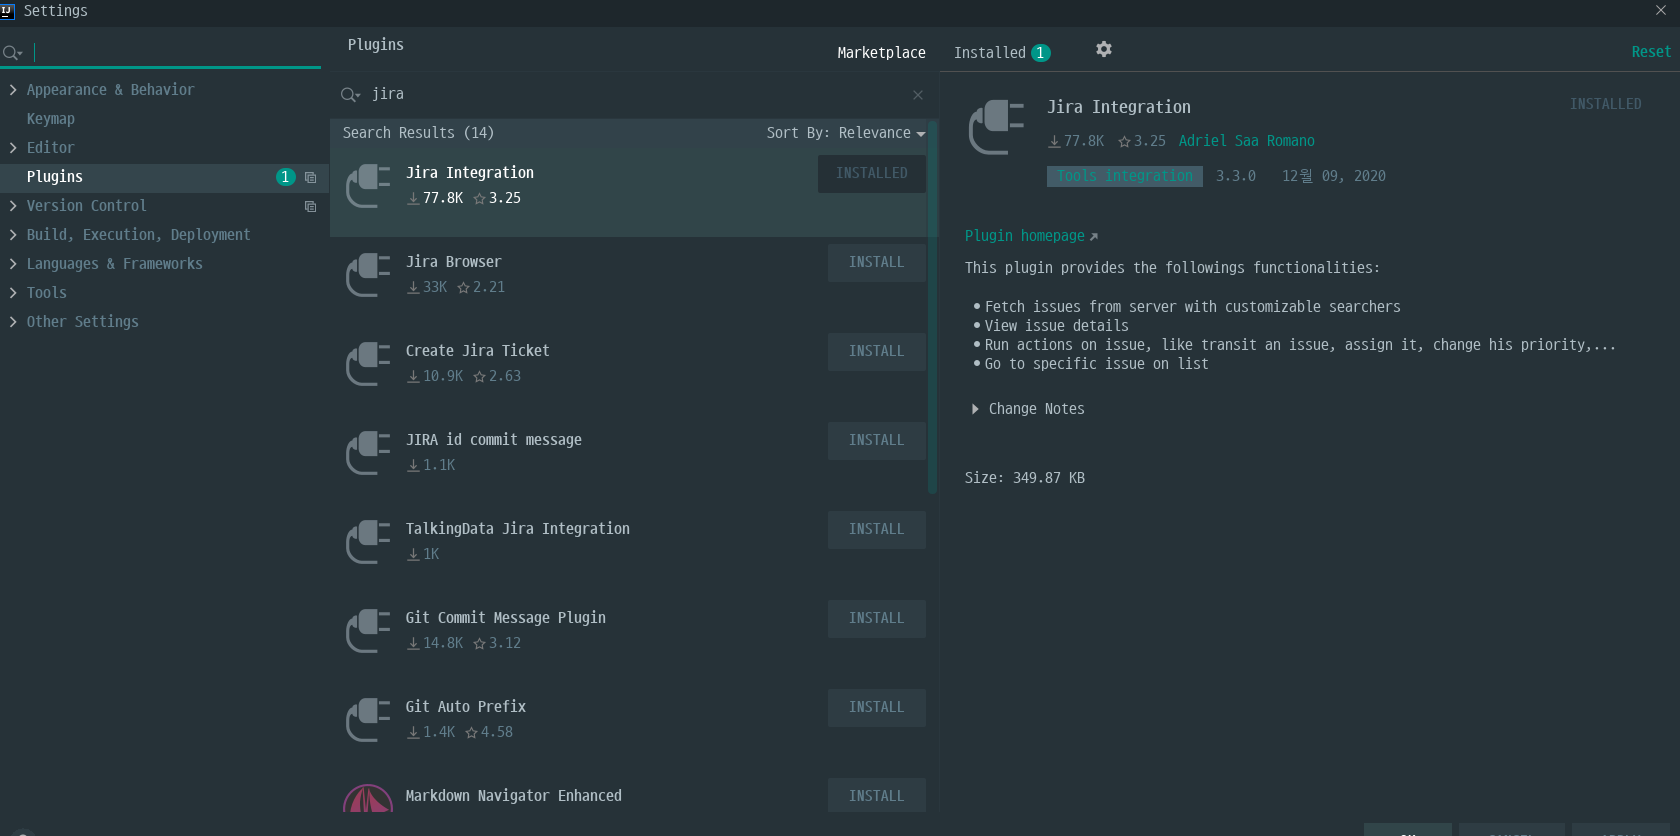 Settings
Appearance & Behavior
Keymap
Editor
Plugins 1
Version Control
Build, Execution, Deployment
Languages & Frameworks
Tools
Other Settings
Plugins
Marketplace
Installed 1
Reset
jira
Search Results (14)
Sort By: Relevance
Jira Integration
77.8K 3.25
INSTALLED
Jira Browser
33K 2.21
INSTALL
Create Jira Ticket
10.9K 2.63
INSTALL
JIRA id commit message
1.1K
INSTALL
TalkingData Jira Integration
1K
INSTALL
Git Commit Message Plugin
14.8K 3.12
INSTALL
Git Auto Prefix
1.4K 4.58
INSTALL
Markdown Navigator Enhanced
INSTALL
Jira Integration
INSTALLED
77.8K 3.25 Adriel Saa Romano
Tools integration 3.3.0 12월 09, 2020
Plugin homepage
This plugin provides the followings functionalities:
Fetch issues from server with customizable searchers
View issue details
Run actions on issue, like transit an issue, assign it, change his priority,...
Go to specific issue on list
Change Notes
Size: 349.87 KB